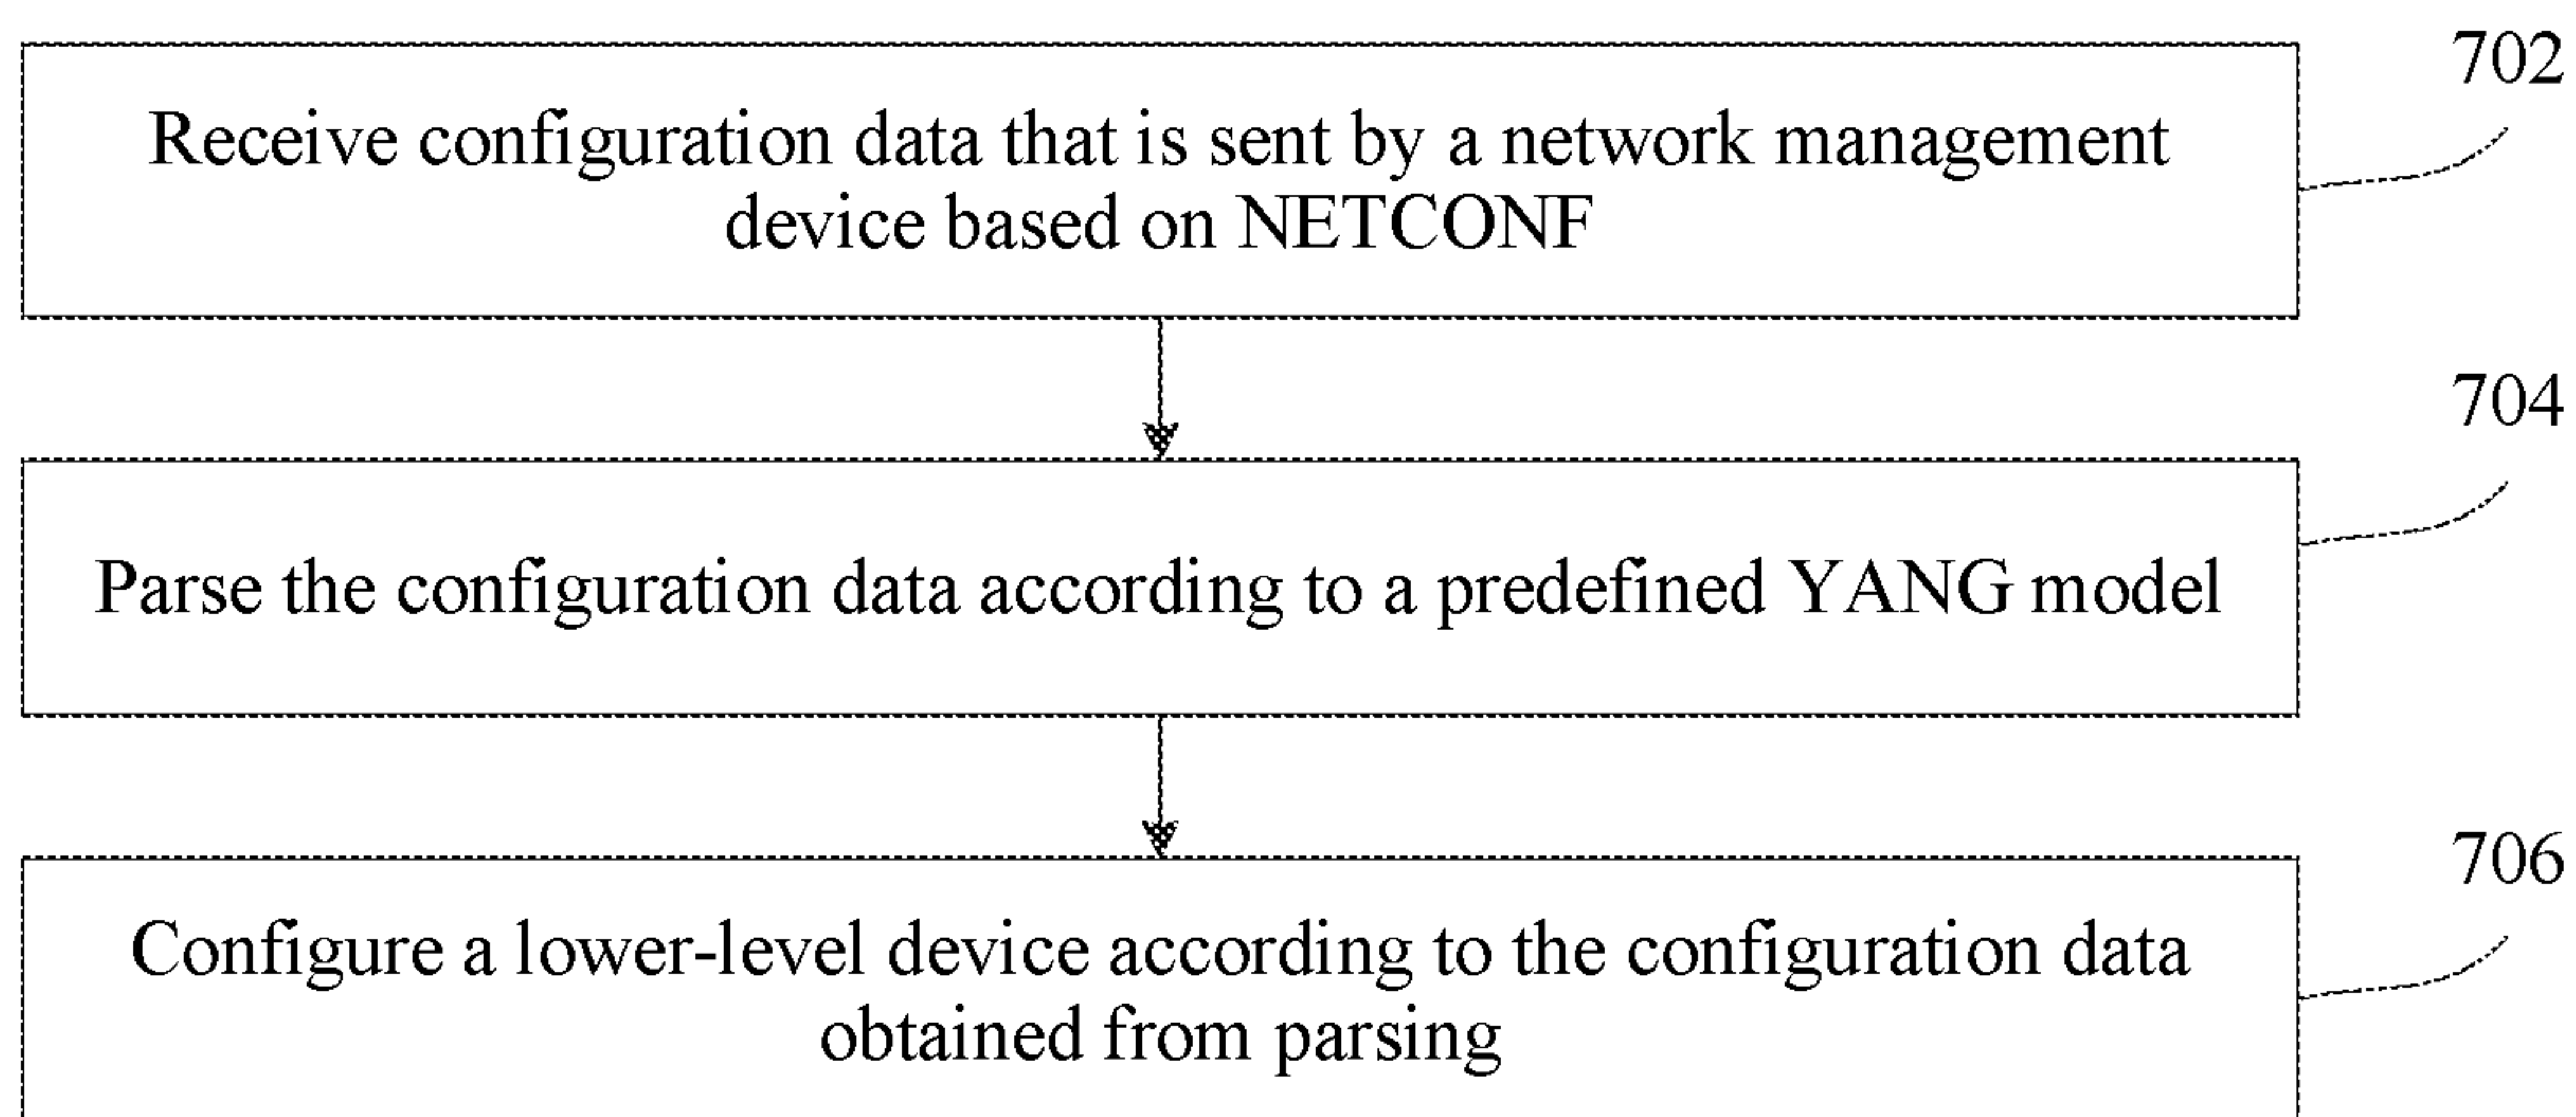 702
Receive configuration data that is sent by a network management
device based on NETCONF
704
Parse the configuration data according to a predefined YANG model
706
Configure a lower-level device according to the configuration data
obtained from parsing